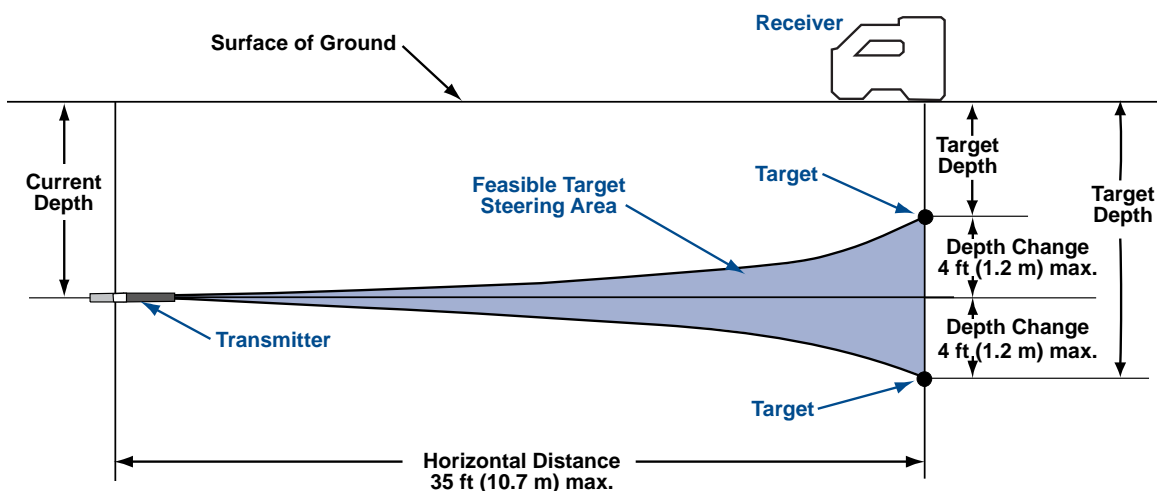 Receiver
Surface of Ground
Current
Depth
Feasible Target
Steering Area
Target
Target
Depth
Target
Depth
Depth Change
4 ft (1.2 m) max.
Transmitter
Depth Change
4 ft (1.2 m) max.
Target
Horizontal Distance
35 ft (10.7 m) max.